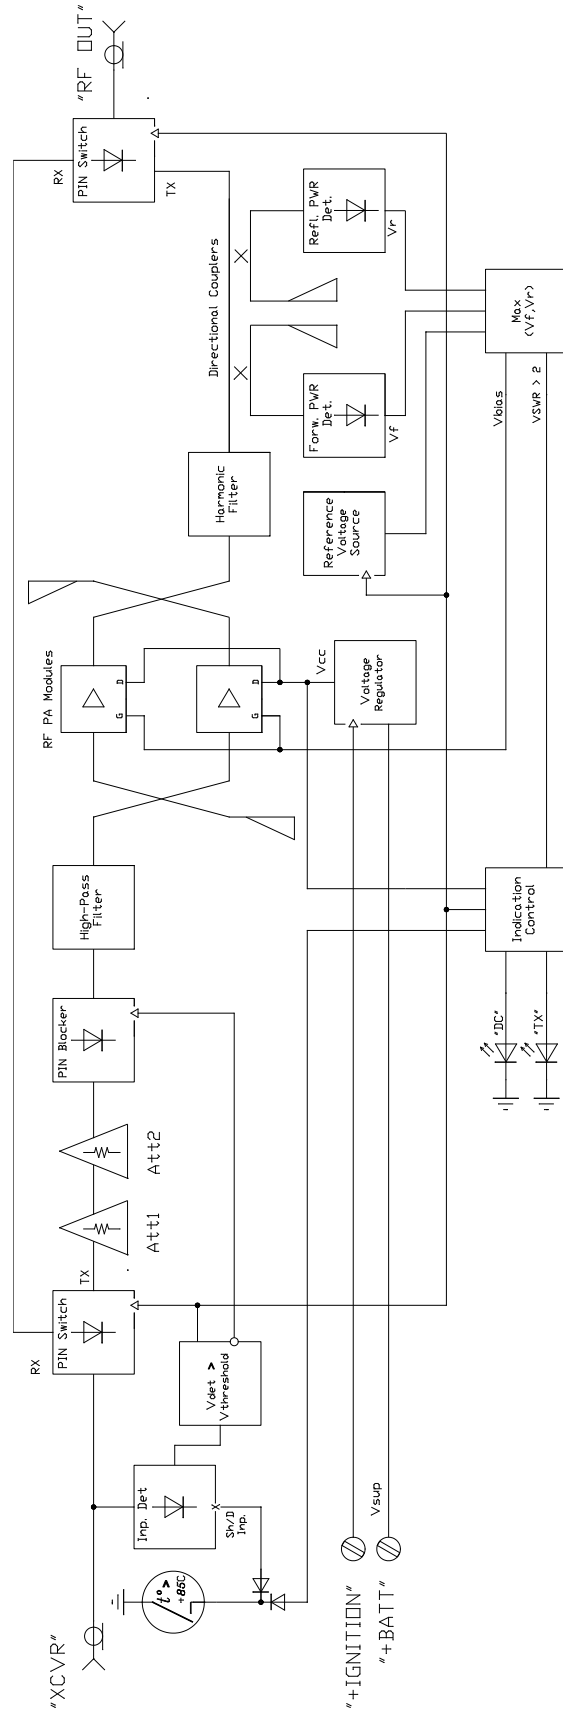 "XCVR"
t° >
+85C
Inp. Det
Sh/D
Inp.
Vdet >
Vthreshold
RX
PIN Switch
TX
Att1
Att2
PIN Blocker
High-Pass
Filter
RF PA Modules
G
D
G
D
Vcc
Voltage
Regulator
Harmonic
Filter
Directional Couplers
Reference
Voltage
Source
Forw. PWR
Det.
Vf
Refl. PWR
Det.
Vr
RX
PIN Switch
TX
"RF OUT"
Max
(Vf,Vr)
Vbias
VSWR > 2
Indication
Control
"DC"
"TX"
Vsup
"+IGNITION"
"+BATT"